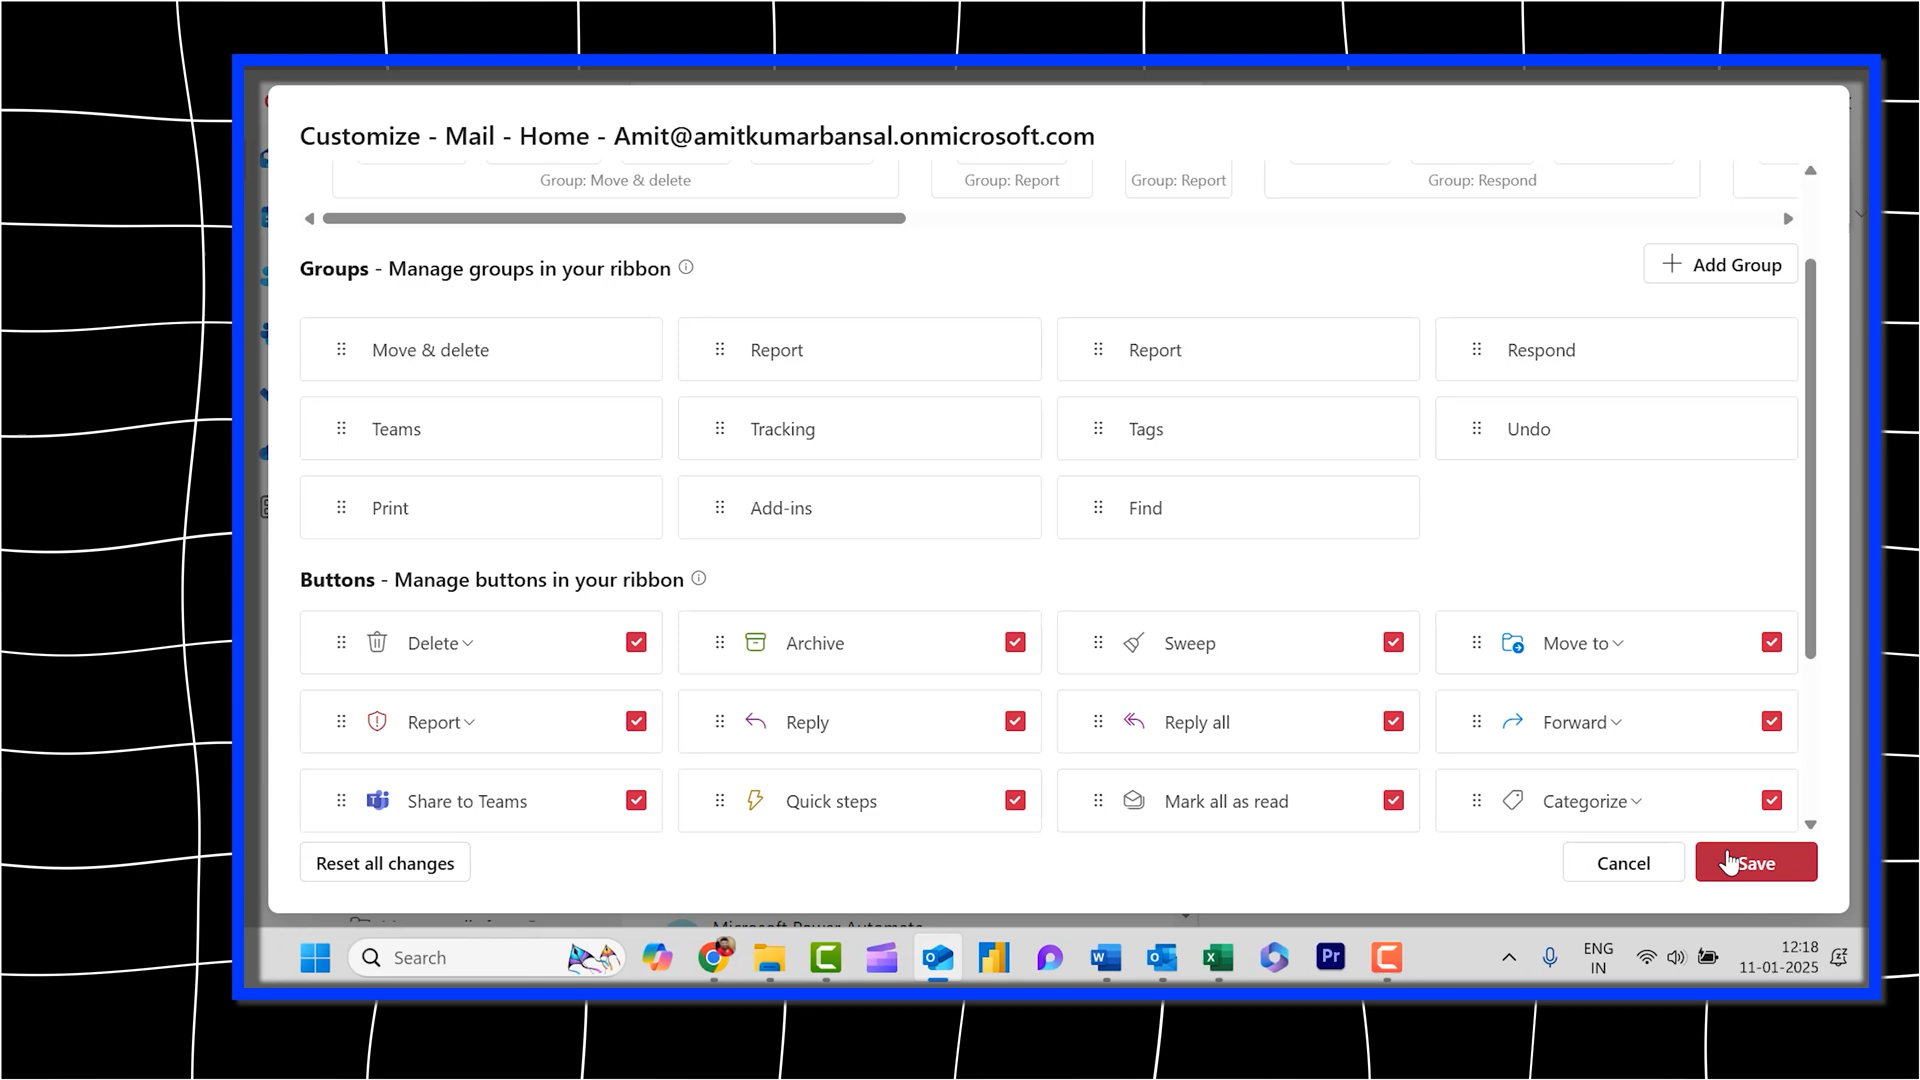 Customize - Mail - Home - Amit@amitkumarbansal.onmicrosoft.com
Group: Move & delete
Group: Report
Group: Report
Group: Respond
Groups - Manage groups in your ribbon
Add Group
Move & delete
Report
Report
Respond
Teams
Tracking
Tags
Undo
Print
Add-ins
Find
Buttons - Manage buttons in your ribbon
Delete
Archive
Sweep
Move to
Report
Reply
Reply all
Forward
Share to Teams
Quick steps
Mark all as read
Categorize
Reset all changes
Cancel
Save
Microsoft Power Automate
Search
Pr
ENG
IN
12:18
11-01-2025